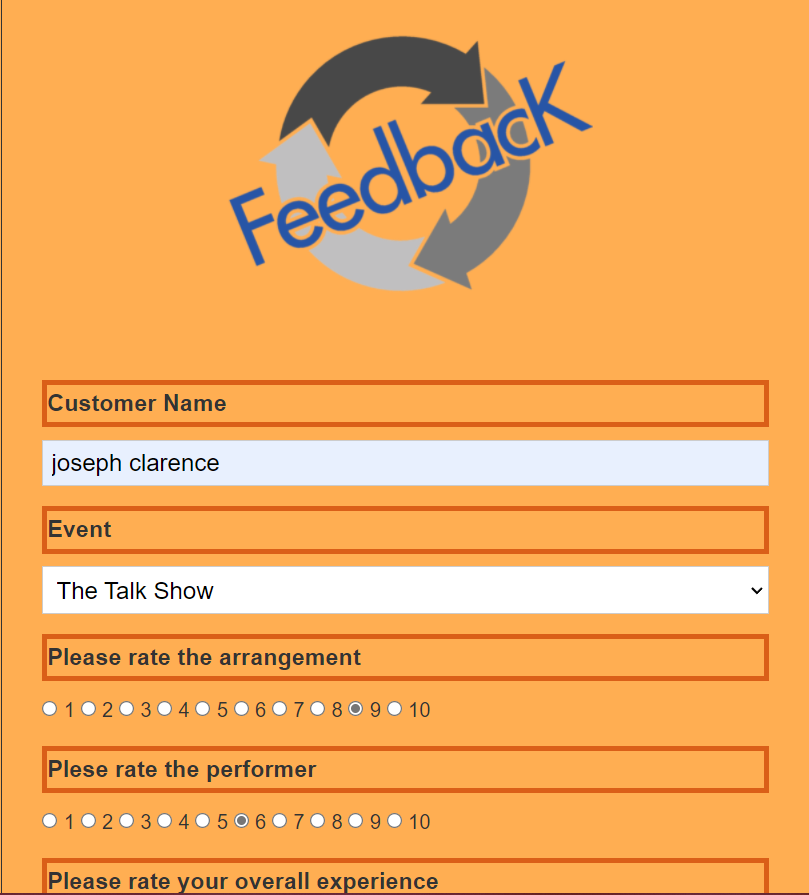 Feedback
Customer Name
joseph clarence
Event
The Talk Show
Please rate the arrangement
1 2 3 4 5 6 7 8 9 10
Plese rate the performer
1 2 3 4 5 6 7 8 9 10
Please rate your overall experience